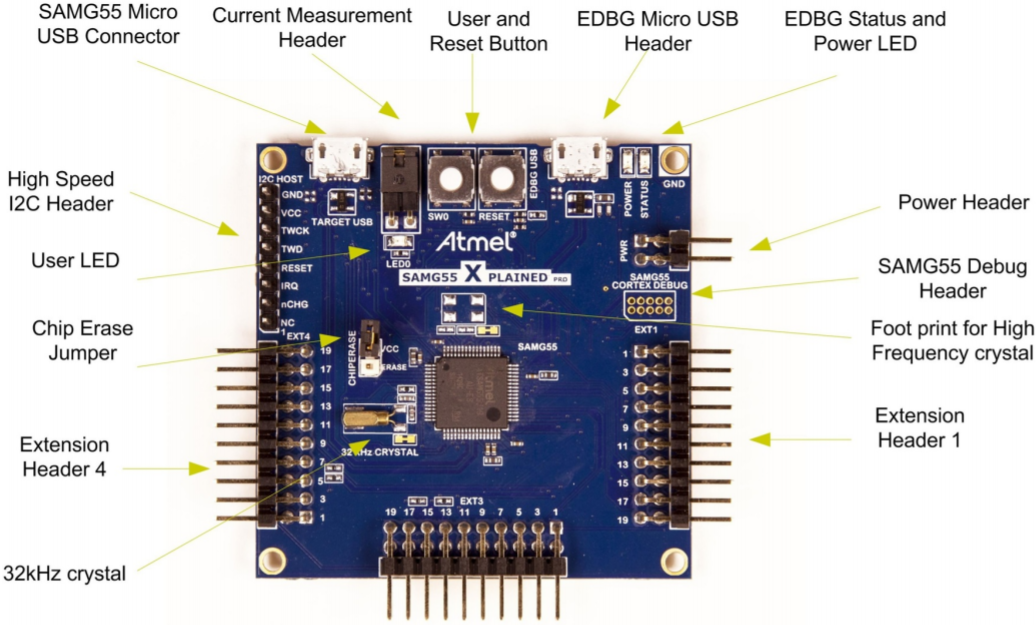 SAMG55 Micro
USB Connector
Current Measurement
Header
User and
Reset Button
EDBG Micro USB
Header
EDBG Status and
Power LED
High Speed
I2C Header
User LED
Chip Erase
Jumper
Extension
Header 4
32kHz crystal
Power Header
SAMG55 Debug
Header
Foot print for High
Frequency crystal
Extension
Header 1
I2C HOST
GND
VCC
TWCK
TWD
RESET
IRQ
nCHG
NC
1
EXT4
19
17
15
13
11
9
7
5
3
1
TARGET USB
SW0
RESET
EDBG USB
POWER
STATUS
GND
LED0
Atmel®
SAMG55 XPLAINED PRO
PWR
SAMG55
CORTEX DEBUG
EXT1
1
3
5
7
9
11
13
15
17
19
CHIPERASE
VCC
ERASE
SAMG55
32kHz CRYSTAL
EXT3
19 17 15 13 11 9 7 5 3 1